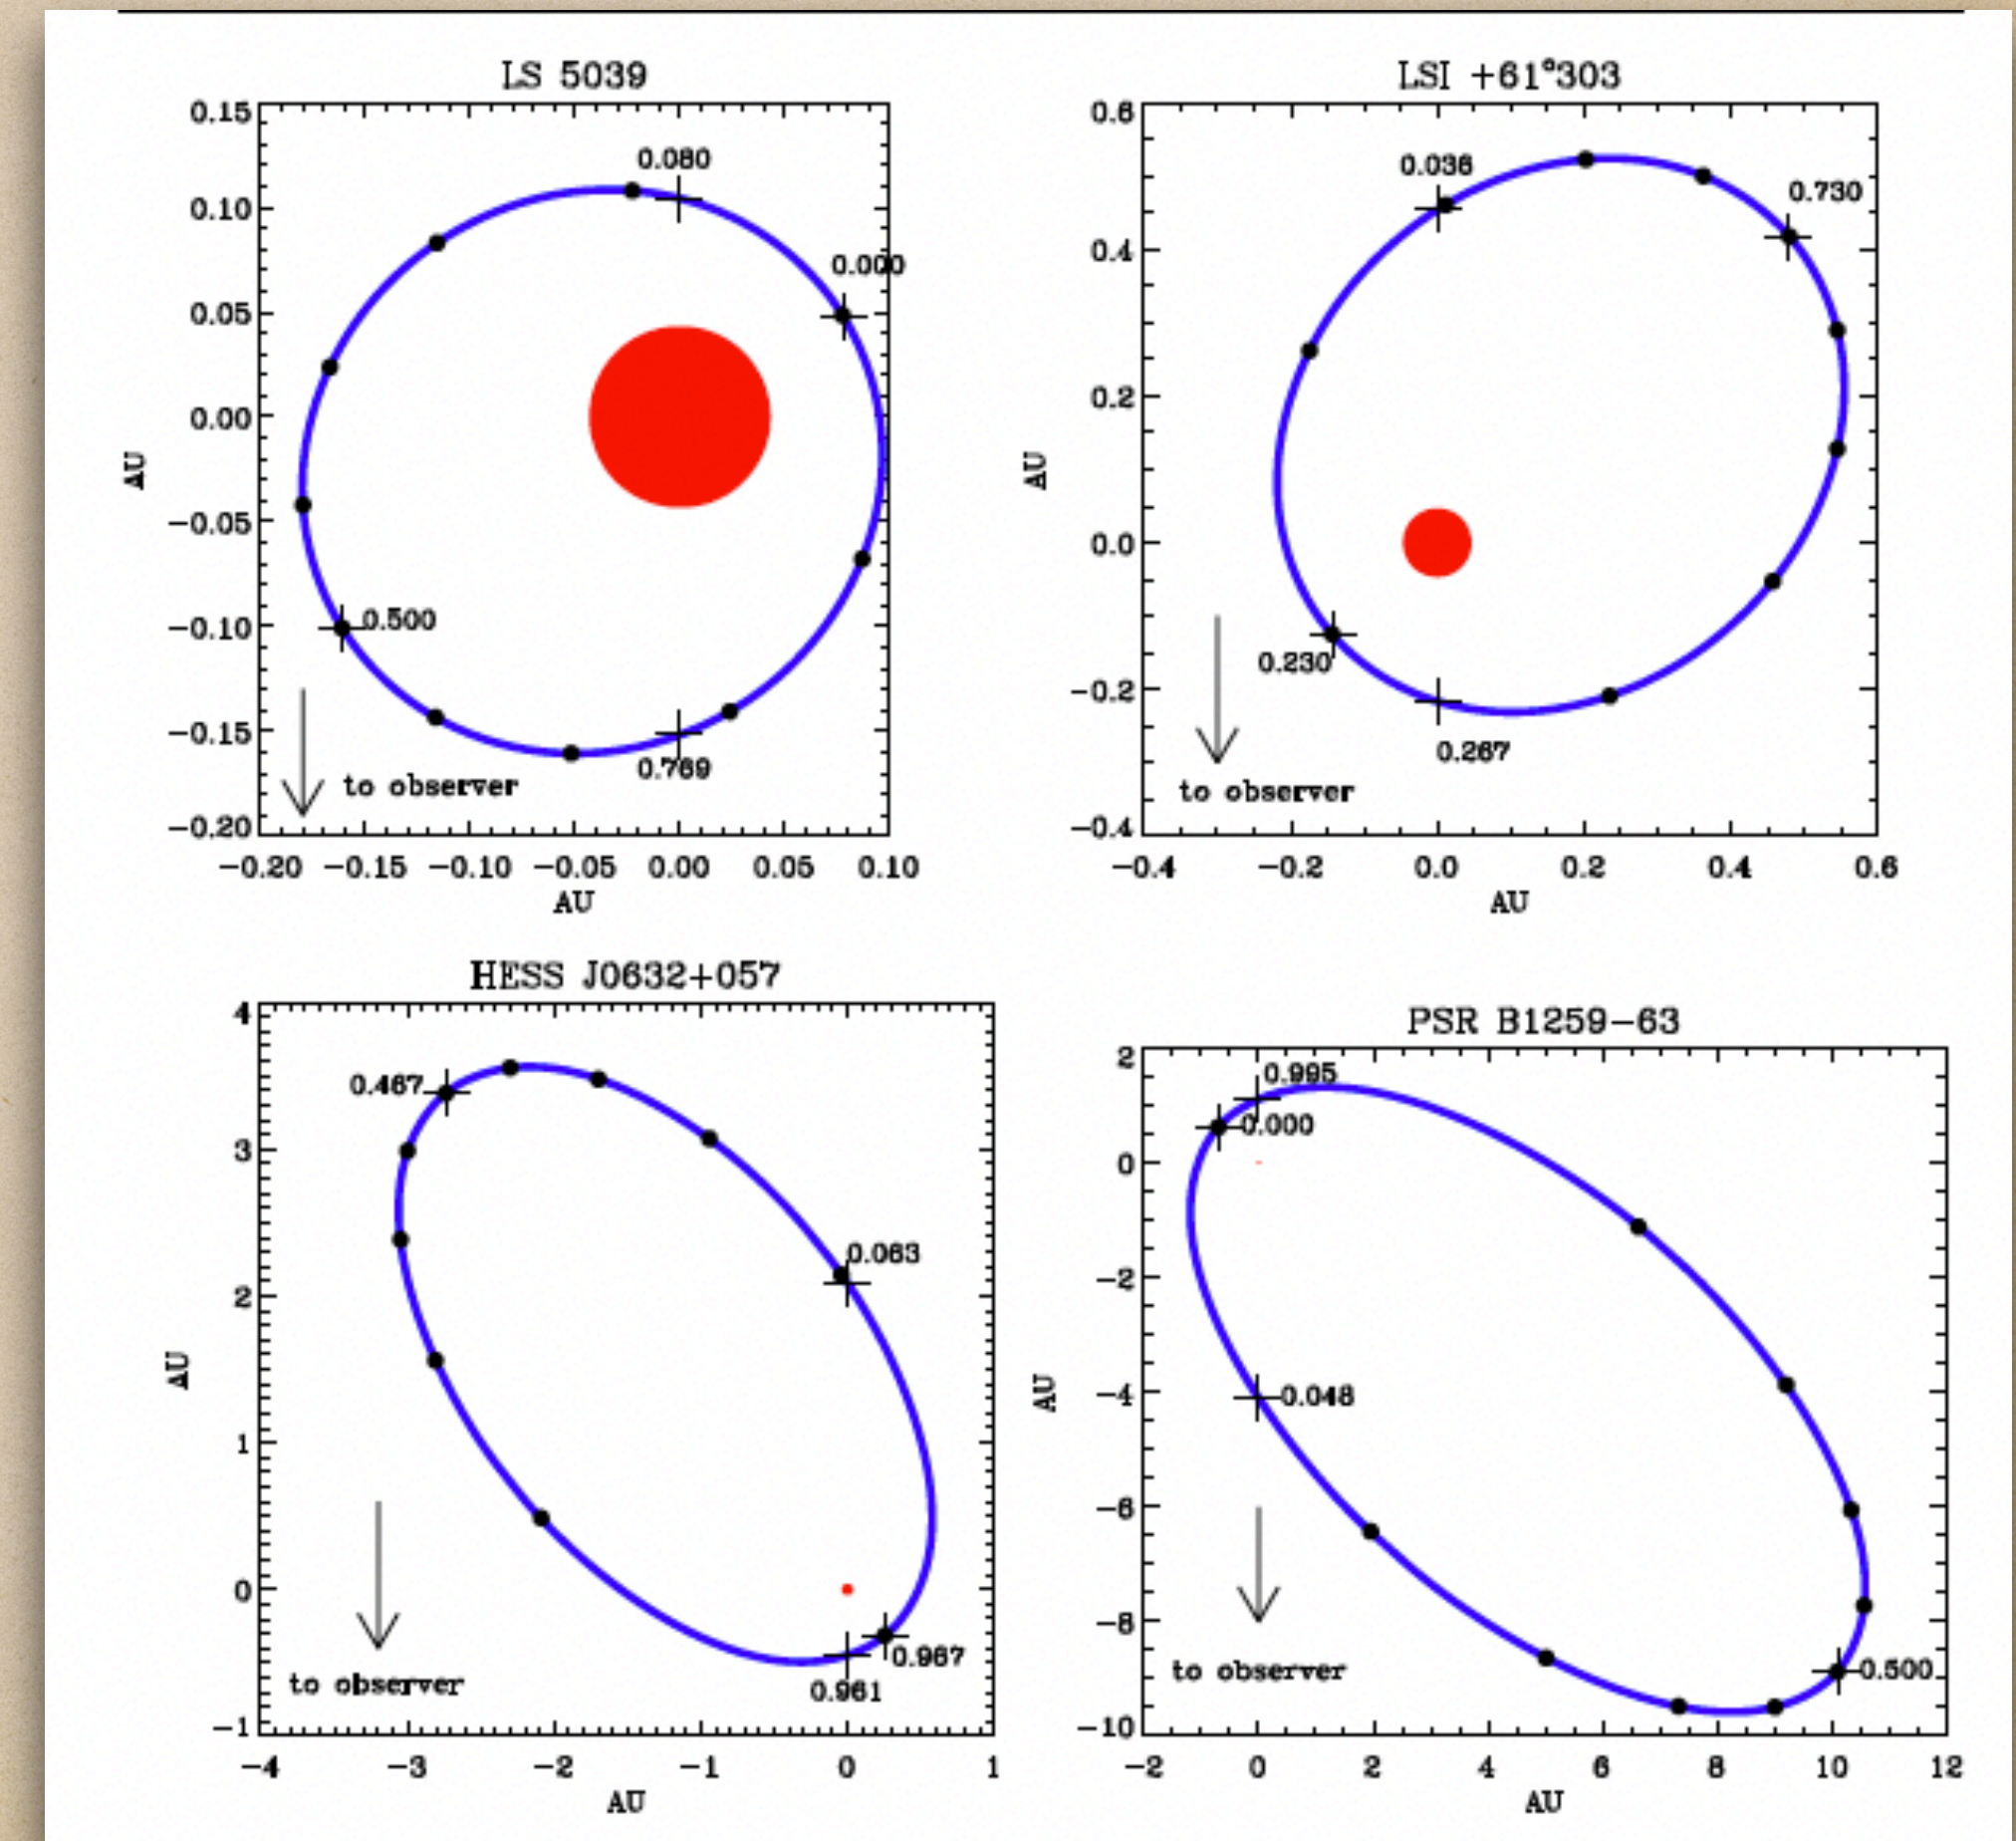 LS 5039
0.15
0.10
0.05
0.00
−0.05
−0.10
−0.15
−0.20
AU
0.080
0.000
0.500
0.769
to observer
−0.20 −0.15 −0.10 −0.05 0.00 0.05 0.10
AU
LSI +61°303
0.6
0.4
0.2
0.0
−0.2
−0.4
AU
0.036
0.730
0.230
0.267
to observer
−0.4 −0.2 0.0 0.2 0.4 0.6
AU
HESS J0632+057
4
3
2
1
0
−1
AU
0.467
0.063
0.967
0.961
to observer
−4 −3 −2 −1 0 1
AU
PSR B1259−63
2
0
−2
−4
−6
−8
−10
AU
0.995
0.000
0.048
0.500
to observer
−2 0 2 4 6 8 10 12
AU